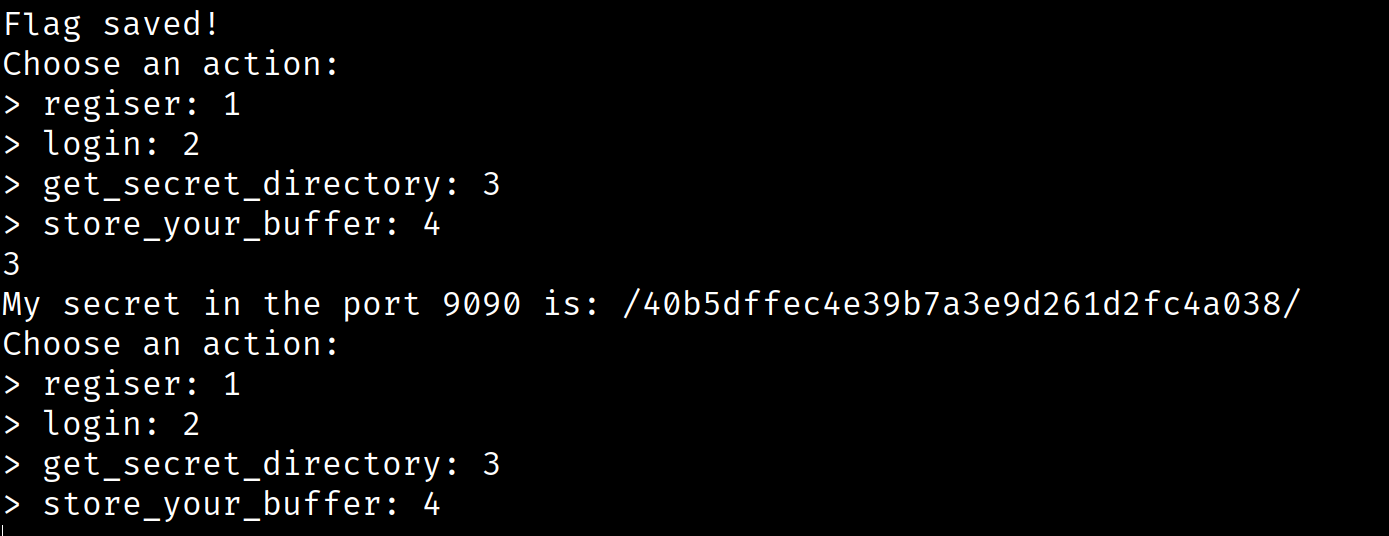 Flag saved!
Choose an action:
> regiser: 1
> login: 2
> get_secret_directory: 3
> store_your_buffer: 4
3
My secret in the port 9090 is: /40b5dffec4e39b7a3e9d261d2fc4a038/
Choose an action:
> regiser: 1
> login: 2
> get_secret_directory: 3
> store_your_buffer: 4